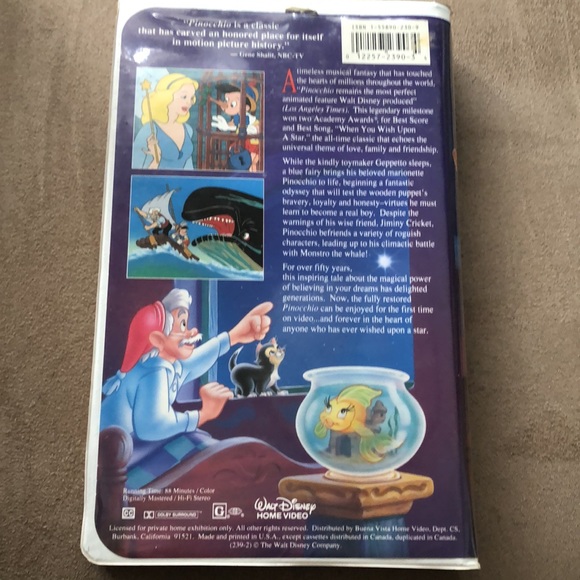 "Pinocchio is a classic
that has carved an honored place for itself
in motion picture history."
— Gene Shalit, NBC-TV
A timeless musical fantasy that has touched
the hearts of millions throughout the world,
"Pinocchio remains the most perfect
animated feature Walt Disney produced"
(Los Angeles Times). This legendary milestone
won two Academy Awards®, for Best Score
and Best Song, "When You Wish Upon
A Star," the all-time classic that echoes the
universal theme of love, family and friendship.
While the kindly toymaker Geppetto sleeps,
a blue fairy brings his beloved marionette
Pinocchio to life, beginning a fantastic
odyssey that will test the wooden puppet's
bravery, loyalty and honesty–virtues he must
learn to become a real boy. Despite the
warnings of his wise friend, Jiminy Cricket,
Pinocchio befriends a variety of roguish
characters, leading up to his climactic battle
with Monstro the whale!
For over fifty years,
this inspiring tale about the magical power
of believing in your dreams has delighted
generations. Now, the fully restored
Pinocchio can be enjoyed for the first time
on video...and forever in the heart of
anyone who has ever wished upon a star.
Running Time: 88 Minutes / Color
Digitally Mastered / Hi-Fi Stereo
CC DOLBY SURROUND G
Walt Disney
HOME VIDEO
Licensed for private home exhibition only. All other rights reserved. Distributed by Buena Vista Home Video, Dept. CS,
Burbank, California 91521. Made and printed in U.S.A., except cassettes distributed in Canada, duplicated in Canada.
(239-2) © The Walt Disney Company.